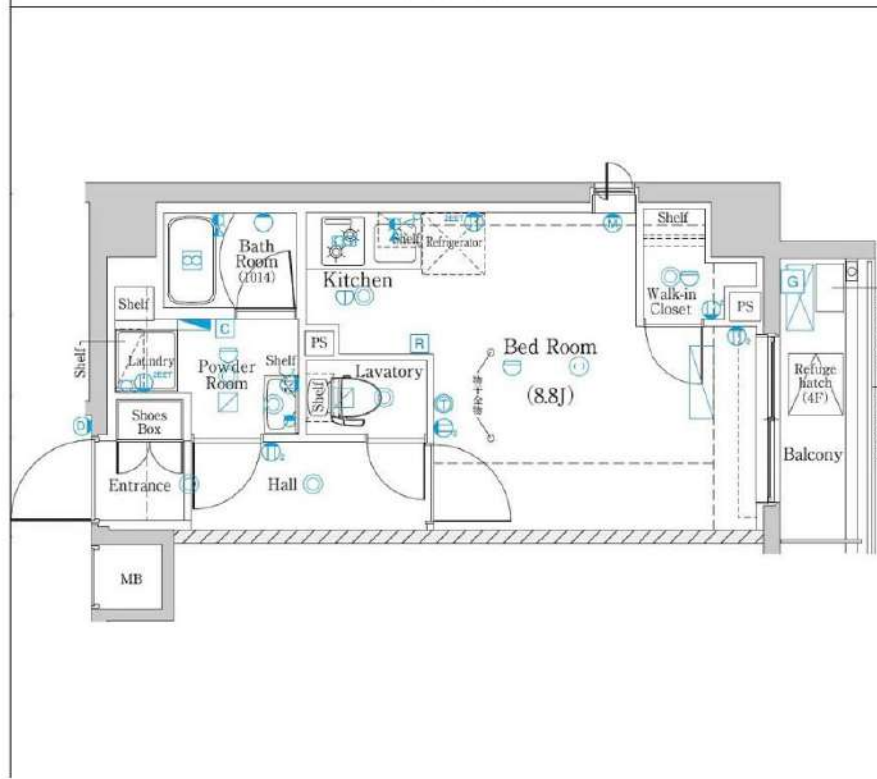 Shelf
Bath
Room
(1014)
Shelf
Refrigerator
Kitchen
Walk-in
Closet
PS
G
Shelf
C
Laundry
Shelf
Powder
Room
Shelf
PS
R
Lavatory
Shelf
Bed Room
(8.8J)
Refuge
hatch
(4F)
Balcony
Shoes
Box
Entrance
Hall
MB